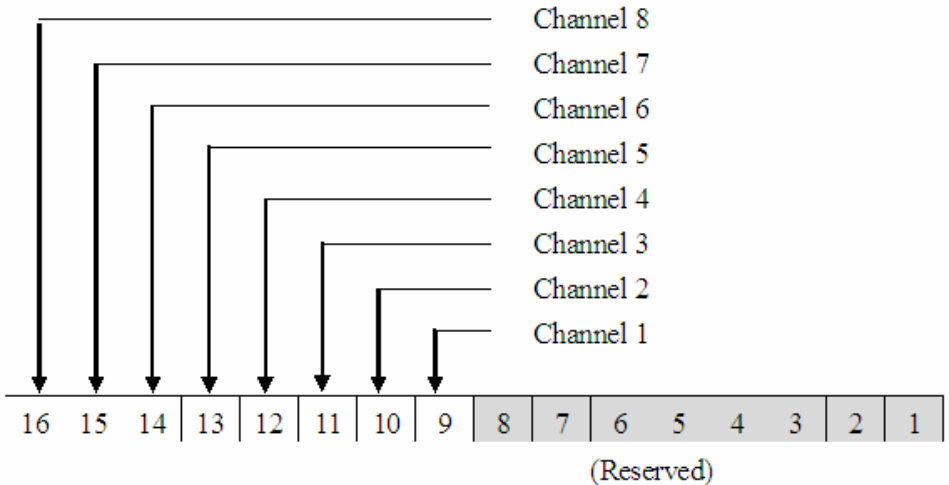 Channel 8
Channel 7
Channel 6
Channel 5
Channel 4
Channel 3
Channel 2
Channel 1
16 15 14 13 12 11 10 9 8 7 6 5 4 3 2 1
(Reserved)